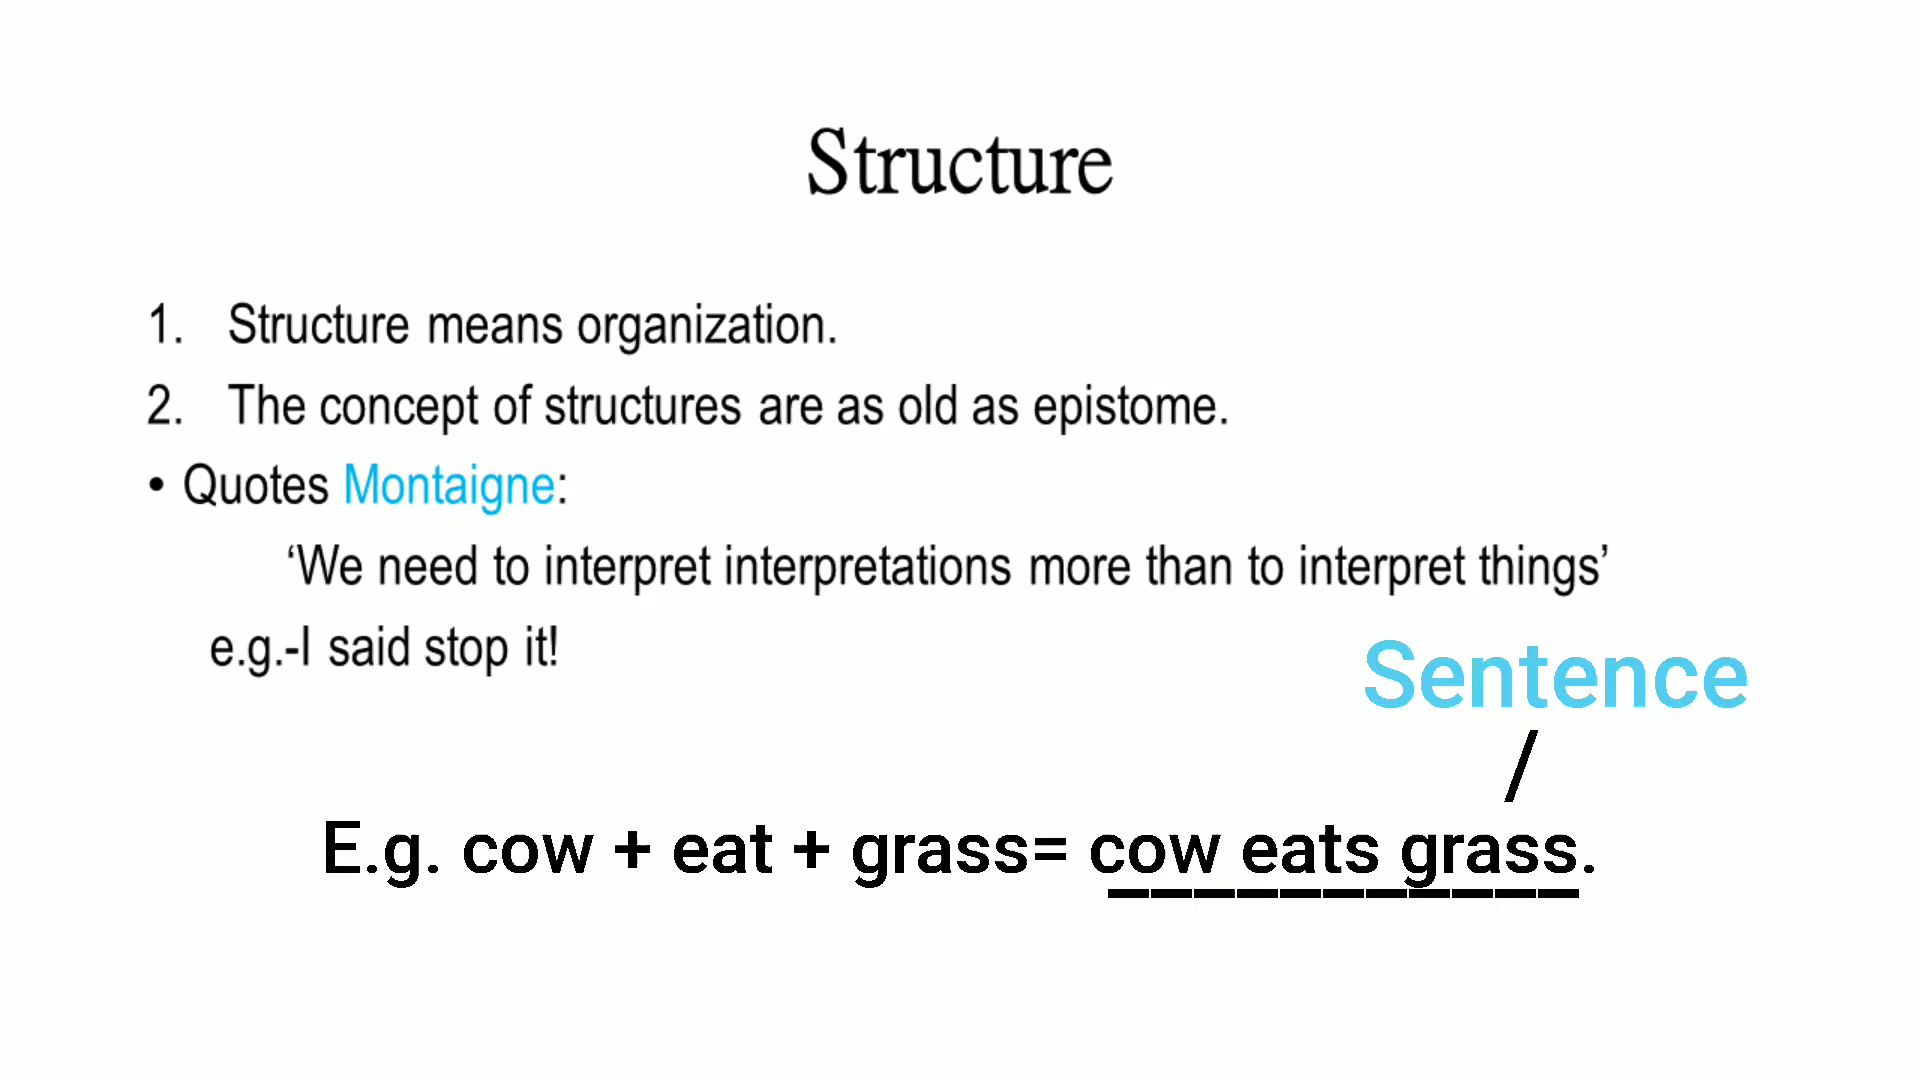 Structure
1. Structure means organization.
2. The concept of structures are as old as epistome.
• Quotes Montaigne:
‘We need to interpret interpretations more than to interpret things’
e.g.-I said stop it!
Sentence
/
E.g. cow + eat + grass= cow eats grass.